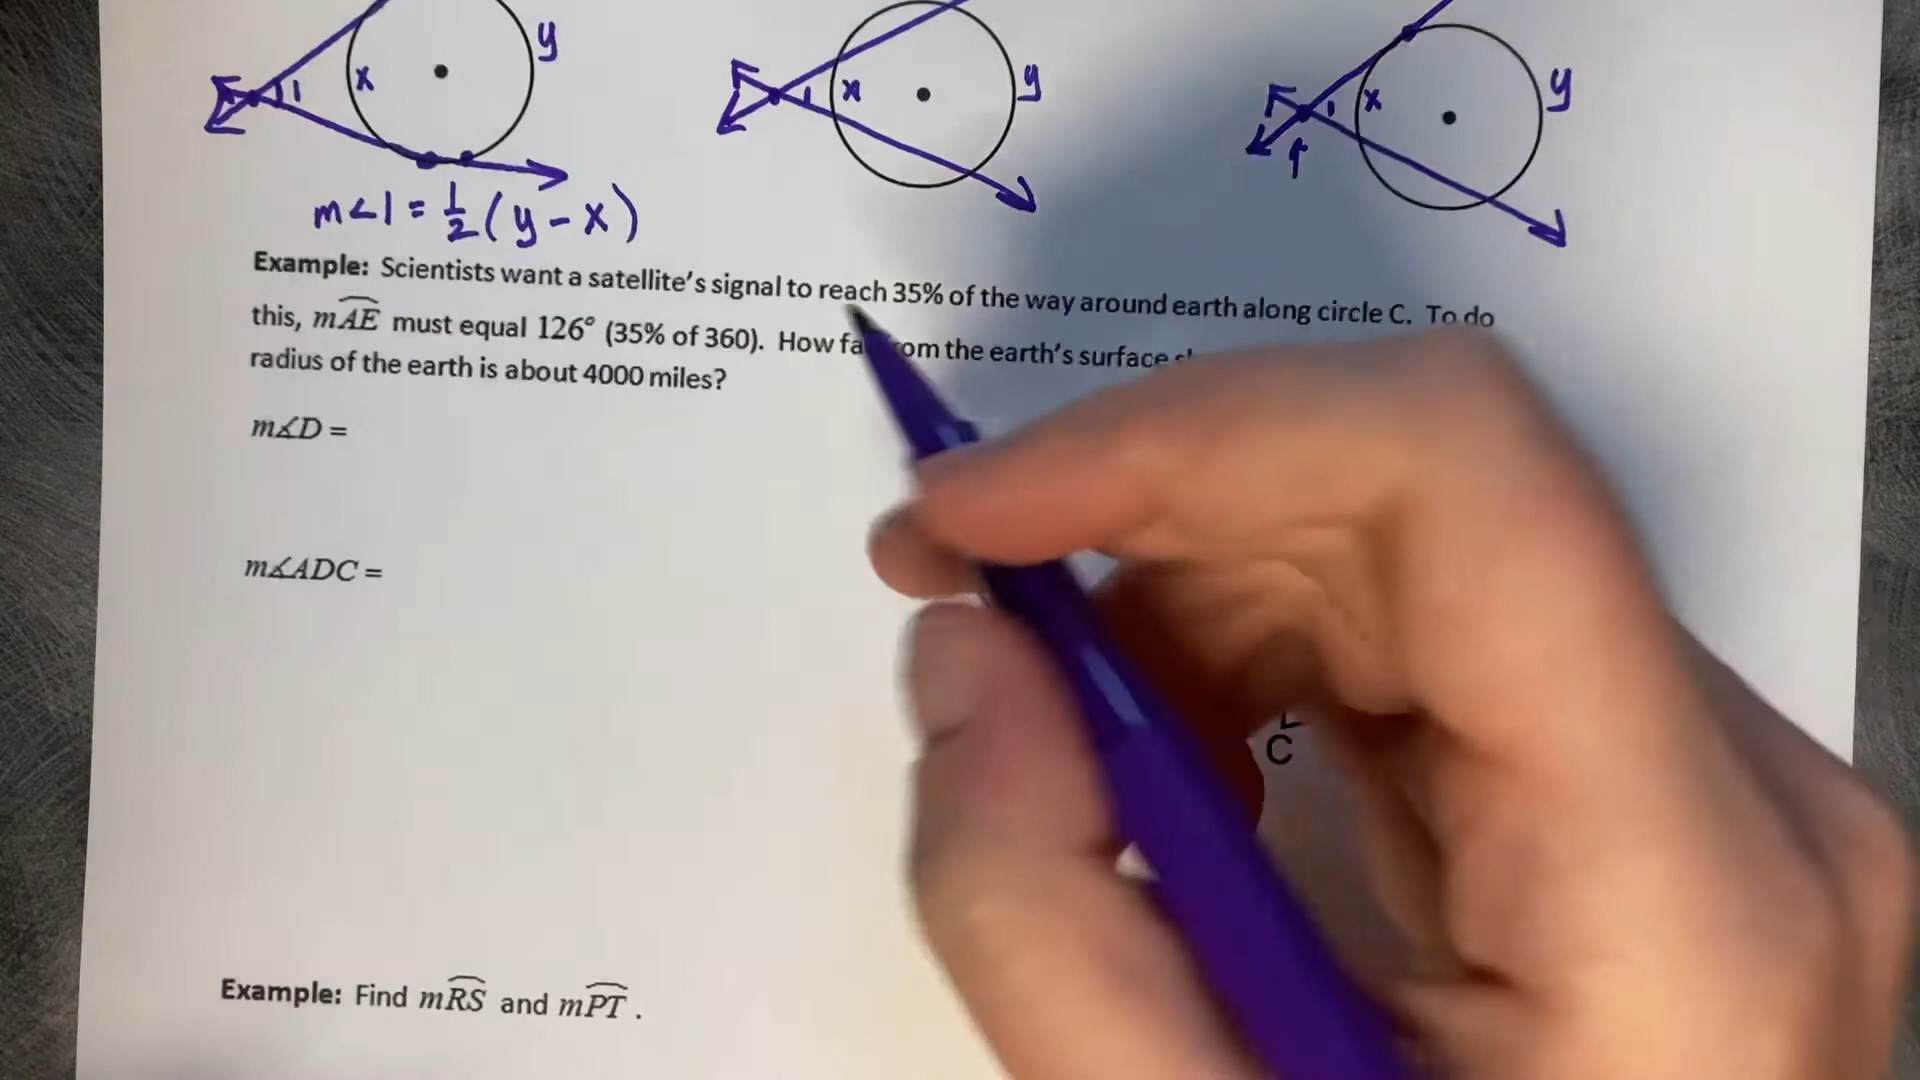 y
x
1
x
y
1
x
y
1
m∠1 = 1/2 (y - x)
Example: Scientists want a satellite's signal to reach 35% of the way around earth along circle C. To do
this, mAE must equal 126° (35% of 360). How the earth's surface
radius of the earth is about 4000 miles?
m∡D =
m∡ADC =
C
Example: Find mRS and mPT .